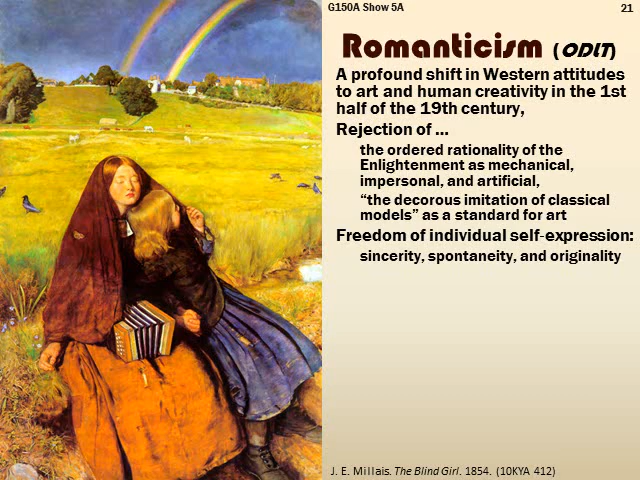 G150A Show 5A
21
Romanticism (ODLT)
A profound shift in Western attitudes
to art and human creativity in the 1st
half of the 19th century,
Rejection of ...
the ordered rationality of the
Enlightenment as mechanical,
impersonal, and artificial,
“the decorous imitation of classical
models” as a standard for art
Freedom of individual self-expression:
sincerity, spontaneity, and originality
J. E. Millais. The Blind Girl. 1854. (10KYA 412)